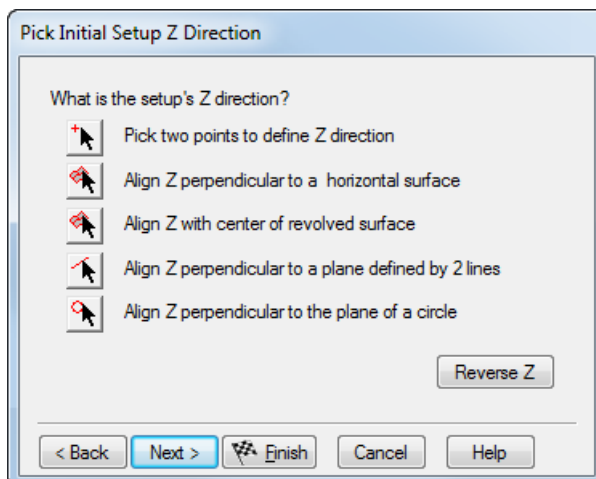 Pick Initial Setup Z Direction
What is the setup's Z direction?
Pick two points to define Z direction
Align Z perpendicular to a horizontal surface
Align Z with center of revolved surface
Align Z perpendicular to a plane defined by 2 lines
Align Z perpendicular to the plane of a circle
Reverse Z
< Back Next > Finish Cancel Help